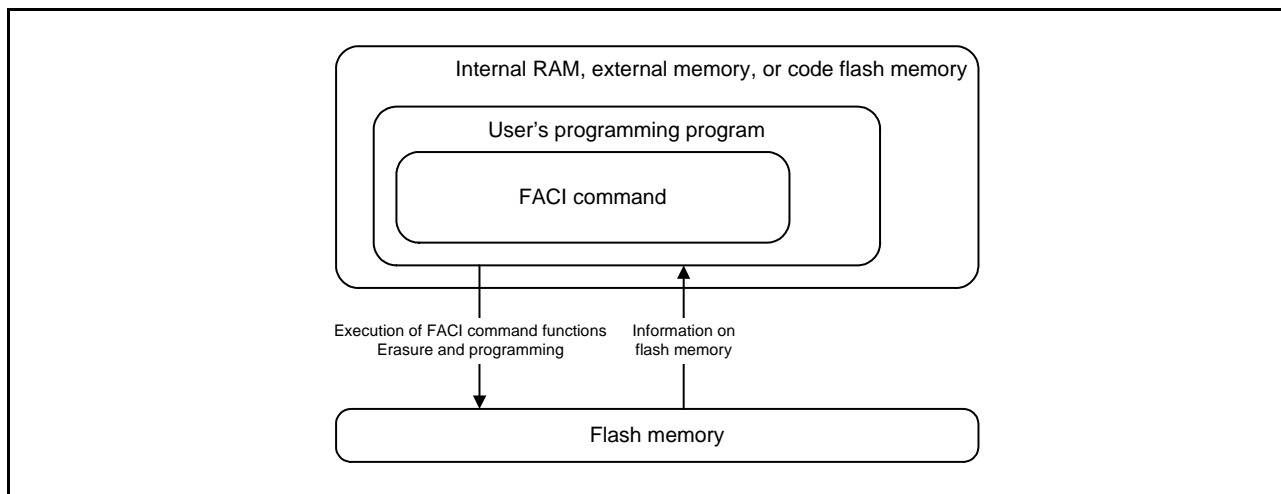 Internal RAM, external memory, or code flash memory
User’s programming program
FACI command
Execution of FACI command functions
Erasure and programming
Information on
flash memory
Flash memory